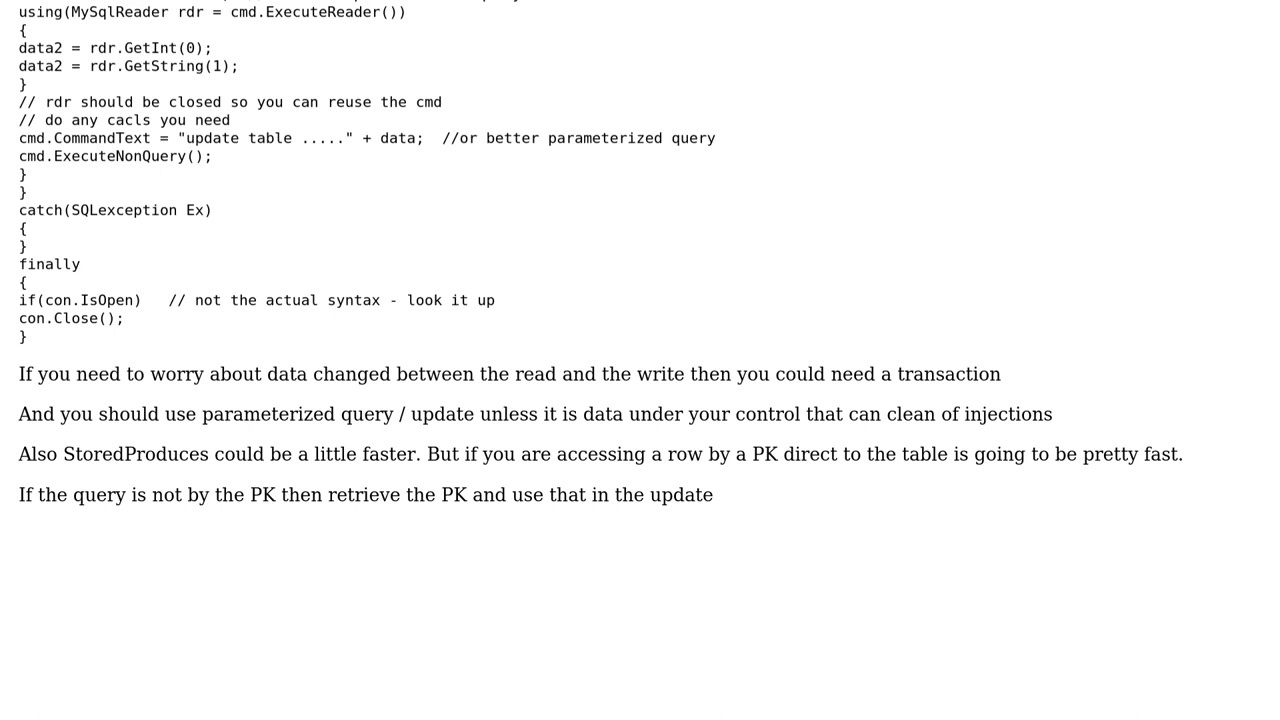 using(MySqlReader rdr = cmd.ExecuteReader())
{
data2 = rdr.GetInt(0);
data2 = rdr.GetString(1);
}
// rdr should be closed so you can reuse the cmd
// do any cacls you need
cmd.CommandText = "update table ....." + data;  //or better parameterized query
cmd.ExecuteNonQuery();
}
}
catch(SQLexception Ex)
{
}
finally
{
if(con.IsOpen)   // not the actual syntax - look it up
con.Close();
}
If you need to worry about data changed between the read and the write then you could need a transaction
And you should use parameterized query / update unless it is data under your control that can clean of injections
Also StoredProduces could be a little faster. But if you are accessing a row by a PK direct to the table is going to be pretty fast.
If the query is not by the PK then retrieve the PK and use that in the update